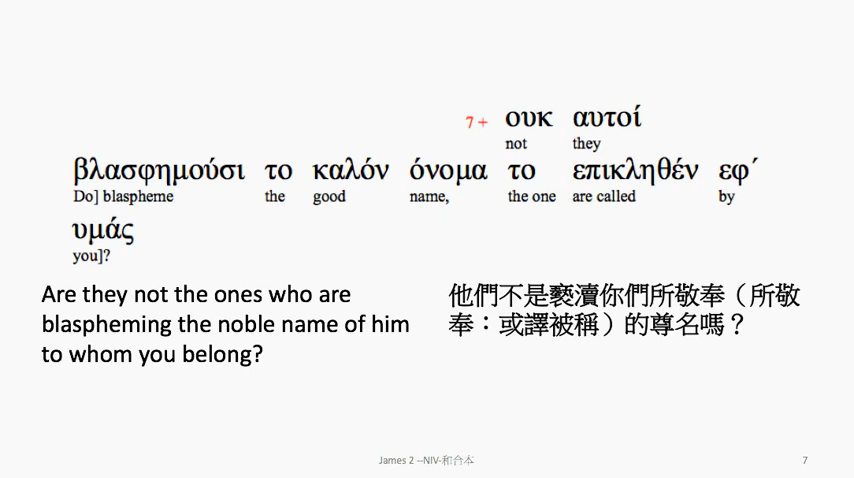 7 + ουκ αυτοί
not they
βλασφημούσι το καλόν όνομα το επικληθέν εφ΄
Do] blaspheme the good name, the one are called by
υμάς
you]?
Are they not the ones who are
blaspheming the noble name of him
to whom you belong?
他們不是褻瀆你們所敬奉（所敬
奉：或譯被稱）的尊名嗎？
James 2 --NIV-和合本
7